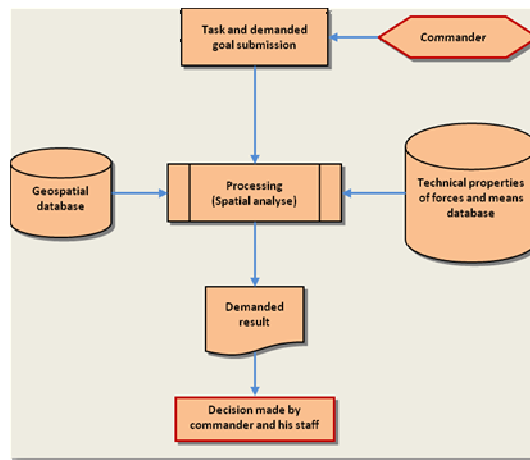 Task and demanded
goal submission
Commander
Geospatial
database
Processing
(Spatial analyse)
Technical properties
of forces and means
database
Demanded
result
Decision made by
commander and his staff